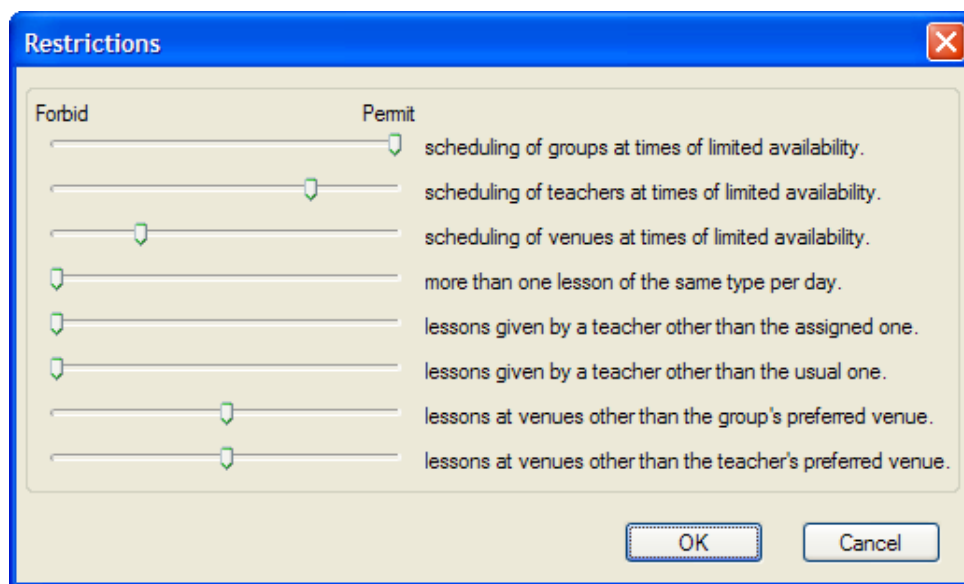 Restrictions
Forbid Permit
scheduling of groups at times of limited availability.
scheduling of teachers at times of limited availability.
scheduling of venues at times of limited availability.
more than one lesson of the same type per day.
lessons given by a teacher other than the assigned one.
lessons given by a teacher other than the usual one.
lessons at venues other than the group's preferred venue.
lessons at venues other than the teacher's preferred venue.
OK Cancel